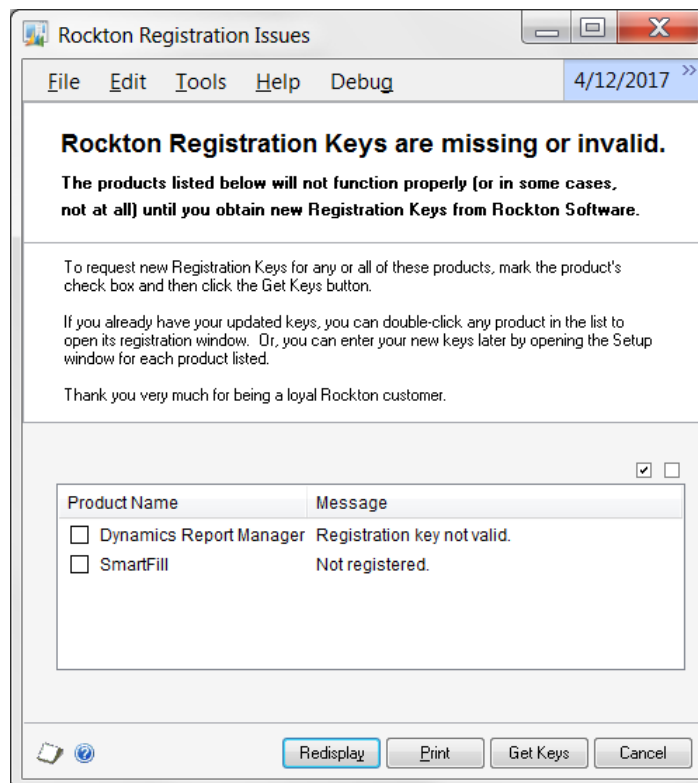 Rockton Registration Issues
File Edit Tools Help Debug 4/12/2017
Rockton Registration Keys are missing or invalid.
The products listed below will not function properly (or in some cases,
not at all) until you obtain new Registration Keys from Rockton Software.
To request new Registration Keys for any or all of these products, mark the product's
check box and then click the Get Keys button.
If you already have your updated keys, you can double-click any product in the list to
open its registration window.  Or, you can enter your new keys later by opening the Setup
window for each product listed.
Thank you very much for being a loyal Rockton customer.
Product Name Message
Dynamics Report Manager Registration key not valid.
SmartFill Not registered.
Redisplay Print Get Keys Cancel